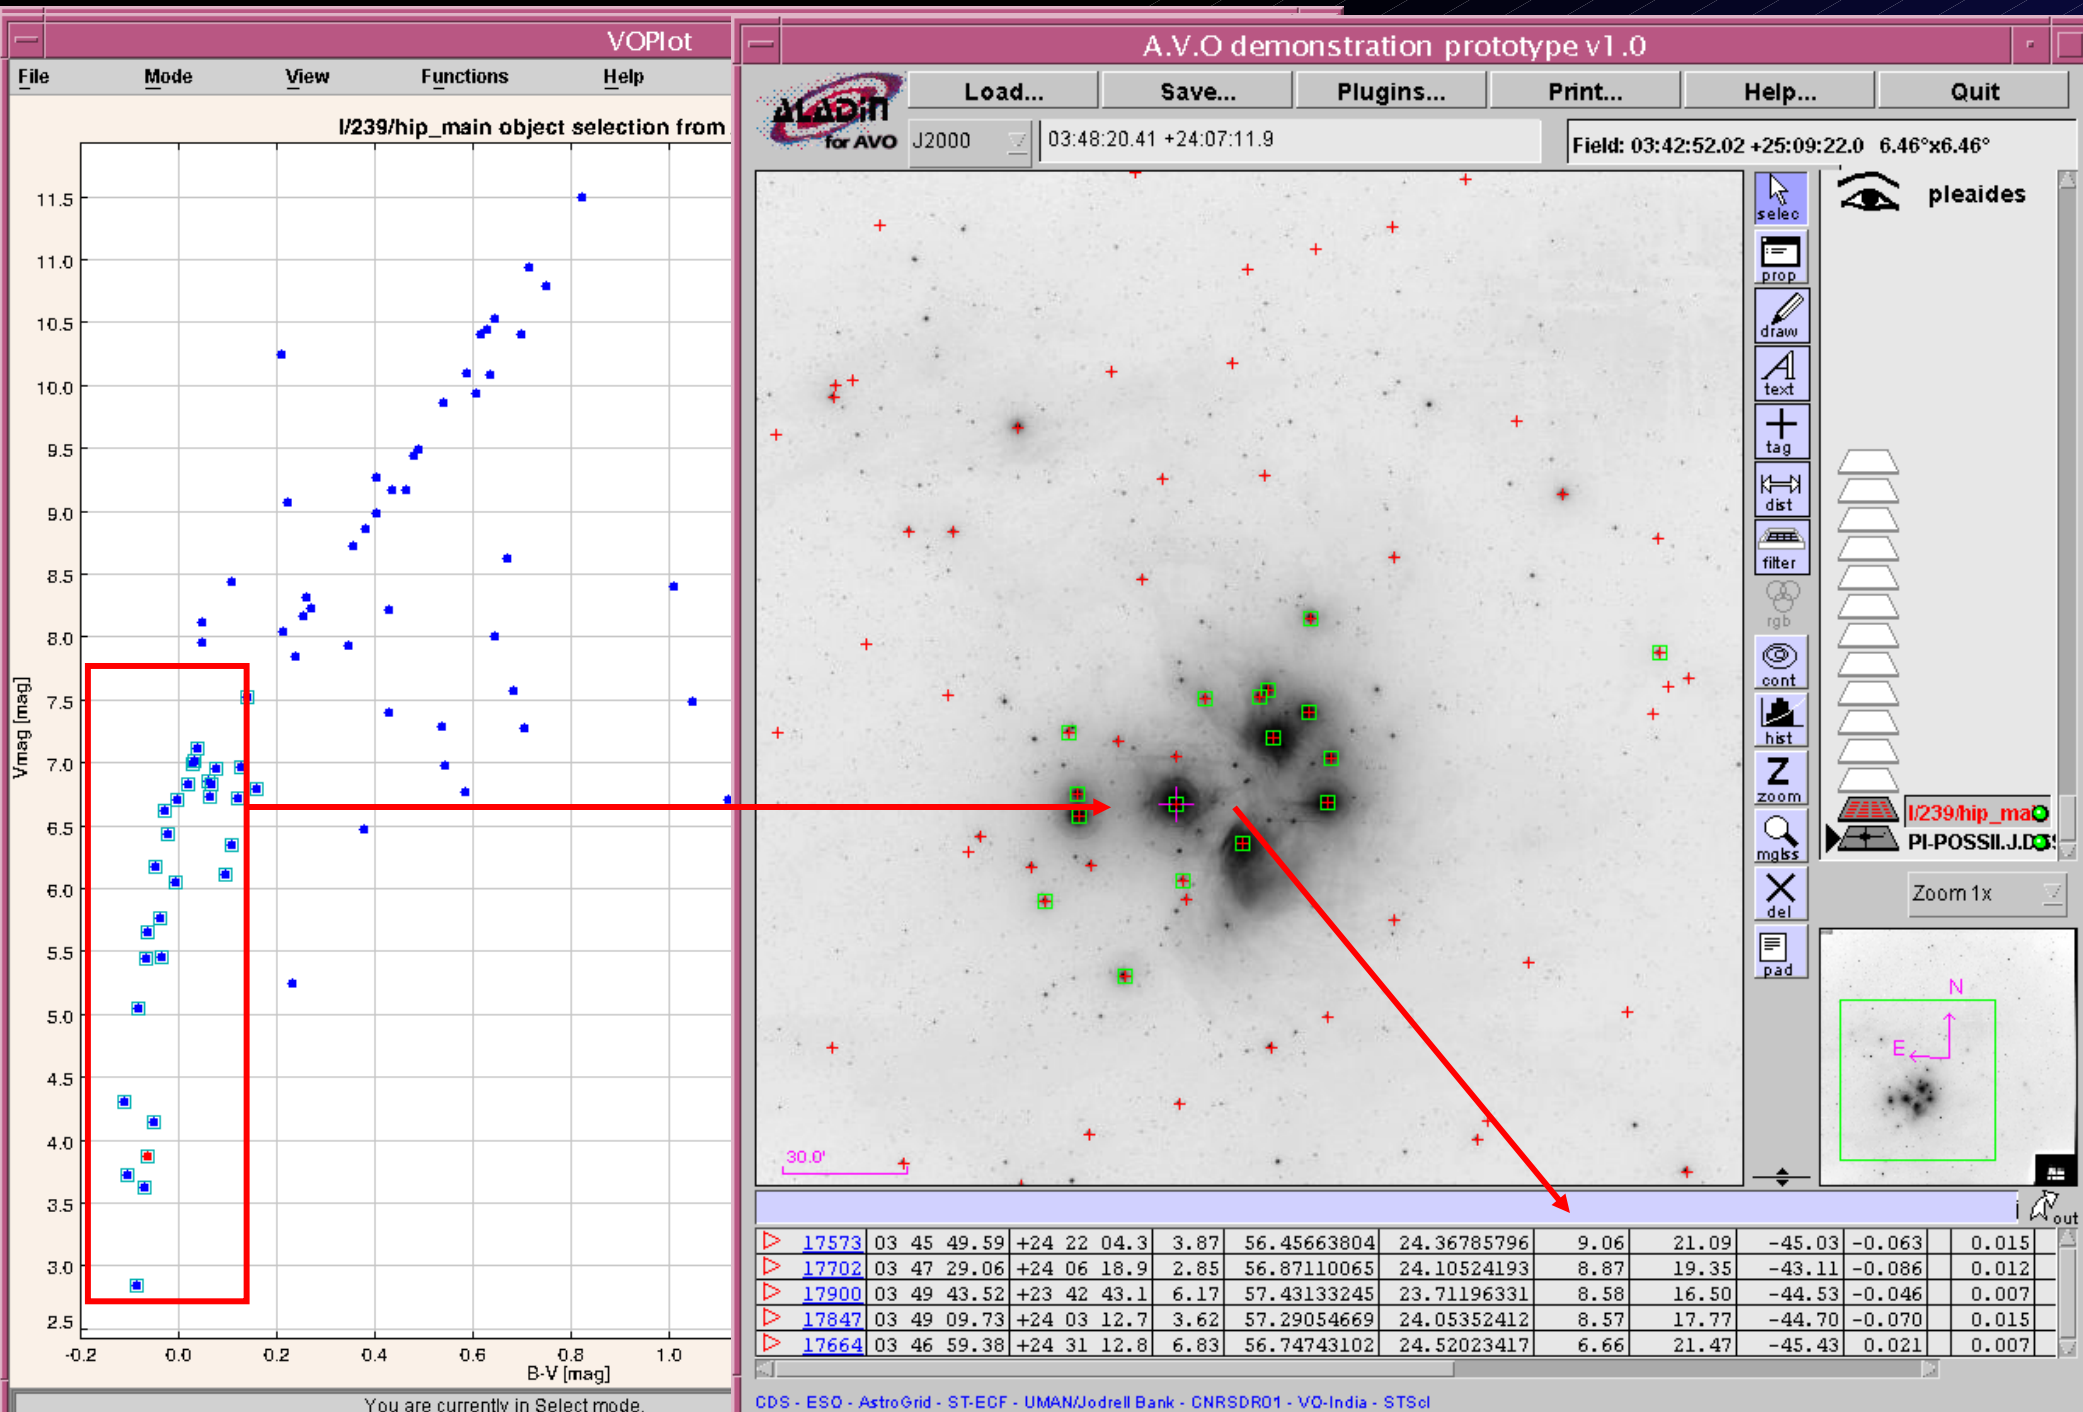 VOPlot
File Mode View Functions Help
I/239/hip_main object selection from
11.5
11.0
10.5
10.0
9.5
9.0
8.5
8.0
7.5
7.0
6.5
6.0
5.5
5.0
4.5
4.0
3.5
3.0
2.5
Vmag [mag]
-0.2 0.0 0.2 0.4 0.6 0.8 1.0
B-V [mag]
You are currently in Select mode.
A.V.O demonstration prototype v1.0
ALADiN
for AVO
Load... Save... Plugins... Print... Help... Quit
J2000 03:48:20.41 +24:07:11.9
Field: 03:42:52.02 +25:09:22.0 6.46°x6.46°
selec
prop
draw
text
tag
dist
filter
rgb
cont
hist
Z
zoom
mglss
del
pad
pleaides
I/239/hip_ma
PI-POSSII.J.D
Zoom 1x
N
E
30.0'
out
17573 03 45 49.59 +24 22 04.3 3.87 56.45663804 24.36785796 9.06 21.09 -45.03 -0.063 0.015
17702 03 47 29.06 +24 06 18.9 2.85 56.87110065 24.10524193 8.87 19.35 -43.11 -0.086 0.012
17900 03 49 43.52 +23 42 43.1 6.17 57.43133245 23.71196331 8.58 16.50 -44.53 -0.046 0.007
17847 03 49 09.73 +24 03 12.7 3.62 57.29054669 24.05352412 8.57 17.77 -44.70 -0.070 0.015
17664 03 46 59.38 +24 31 12.8 6.83 56.74743102 24.52023417 6.66 21.47 -45.43 0.021 0.007
CDS - ESO - AstroGrid - ST-ECF - UMAN/Jodrell Bank - CNRSDR01 - VO-India - STScI